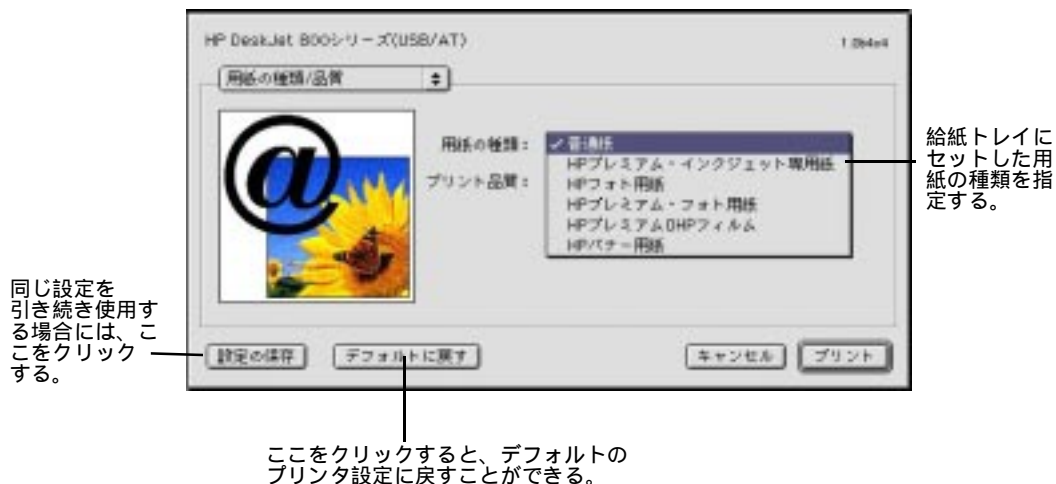 HP DeskJet 800シリーズ(USB/AT)
用紙の種類/品質
用紙の種類:
✓普通紙
HPプレミアム・インクジェット専用紙
プリント品質:
HPフォト用紙
HPプレミアム・フォト用紙
HPプレミアムOHPフィルム
HPバナー用紙
給紙トレイに
セットした用
紙の種類を指
定する。
同じ設定を
引き続き使用す
る場合には、こ
こをクリック
する。
設定の保存
デフォルトに戻す
キャンセル
プリント
ここをクリックすると、デフォルトの
プリンタ設定に戻すことができる。